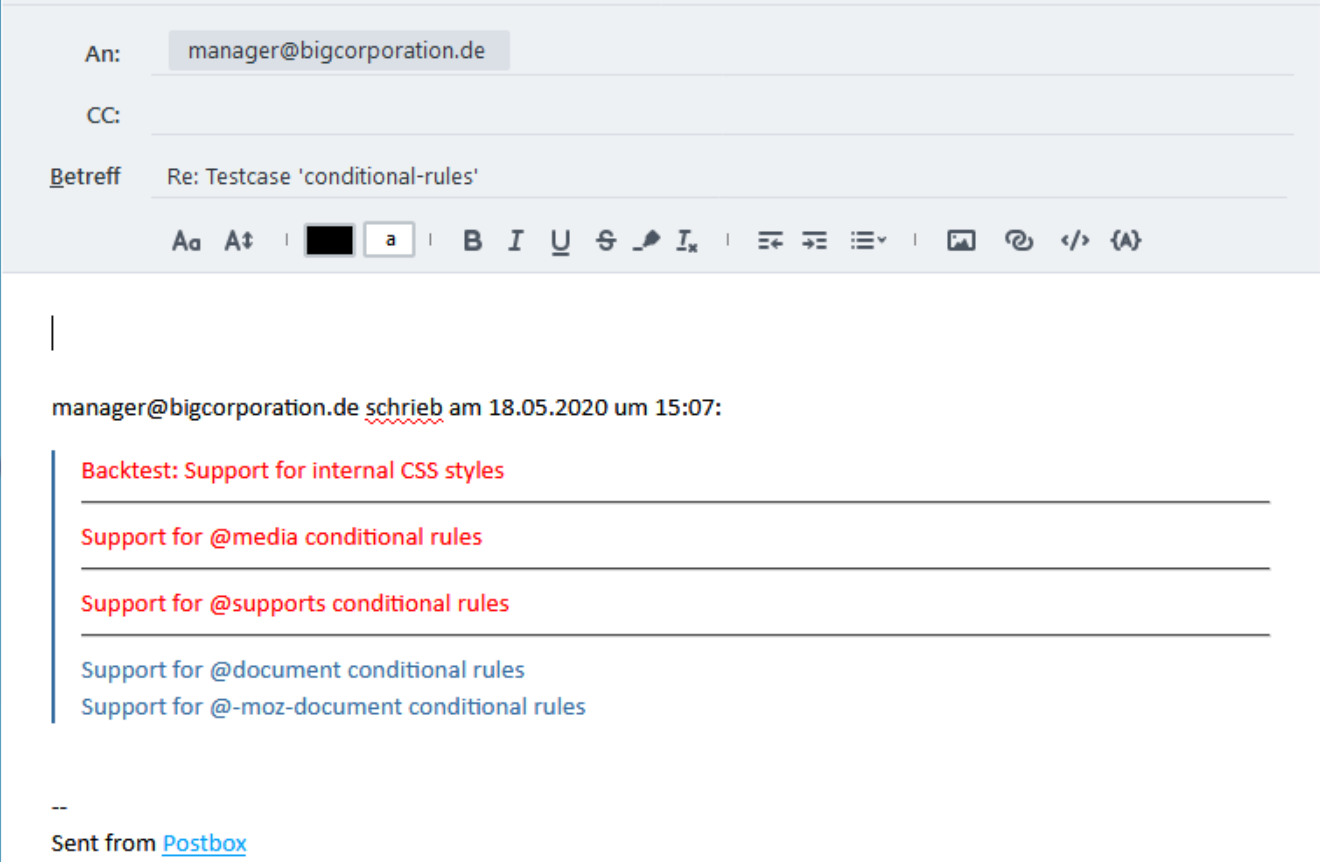 An: manager@bigcorporation.de
CC:
Betreff Re: Testcase 'conditional-rules'
Aa A a B I U S Ix </> {A}
manager@bigcorporation.de schrieb am 18.05.2020 um 15:07:
Backtest: Support for internal CSS styles
Support for @media conditional rules
Support for @supports conditional rules
Support for @document conditional rules
Support for @-moz-document conditional rules
--
Sent from Postbox